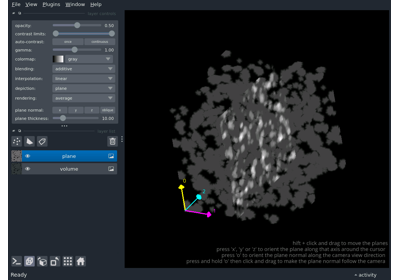 File View Plugins Window Help
opacity: 0.50
contrast limits:
auto-contrast: once continuous
gamma: 1.00
colormap: gray
blending: additive
interpolation: linear
depiction: plane
rendering: average
plane normal: x y z oblique
plane thickness: 10.00
plane
volume
shift + click and drag to move the planes
press 'x', 'y' or 'z' to orient the plane along that axis around the cursor
press 'o' to orient the plane normal along the camera view direction
press and hold 'o' then click and drag to make the plane normal follow the camera
Ready
activity